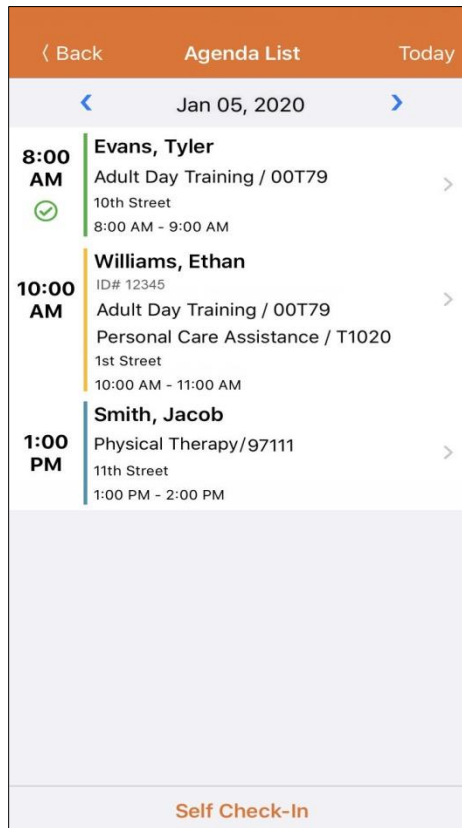 Back Agenda List Today
Jan 05, 2020
8:00 AM
Evans, Tyler
Adult Day Training / 00T79
10th Street
8:00 AM - 9:00 AM
10:00 AM
Williams, Ethan
ID# 12345
Adult Day Training / 00T79
Personal Care Assistance / T1020
1st Street
10:00 AM - 11:00 AM
1:00 PM
Smith, Jacob
Physical Therapy/97111
11th Street
1:00 PM - 2:00 PM
Self Check-In